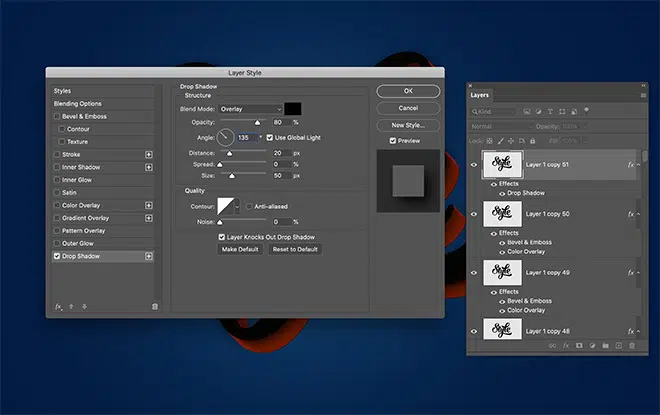 Layer Style
Styles
Blending Options
Bevel & Emboss
Contour
Texture
Stroke
Inner Shadow
Inner Glow
Satin
Color Overlay
Gradient Overlay
Pattern Overlay
Outer Glow
Drop Shadow
fx
Drop Shadow
Structure
Blend Mode: Overlay
Opacity: 80 %
Angle: 135 ° Use Global Light
Distance: 20 px
Spread: 0 %
Size: 50 px
Quality
Contour: Anti-aliased
Noise: 0 %
Layer Knocks Out Drop Shadow
Make Default Reset to Default
OK
Cancel
New Style...
Preview
Layers
Kind
Normal Opacity: 100%
Lock: Fill: 100%
Style Layer 1 copy 51 fx
Effects
Drop Shadow
Style Layer 1 copy 50 fx
Effects
Bevel & Emboss
Color Overlay
Style Layer 1 copy 49 fx
Effects
Bevel & Emboss
Color Overlay
Style Layer 1 copy 48 fx
fx